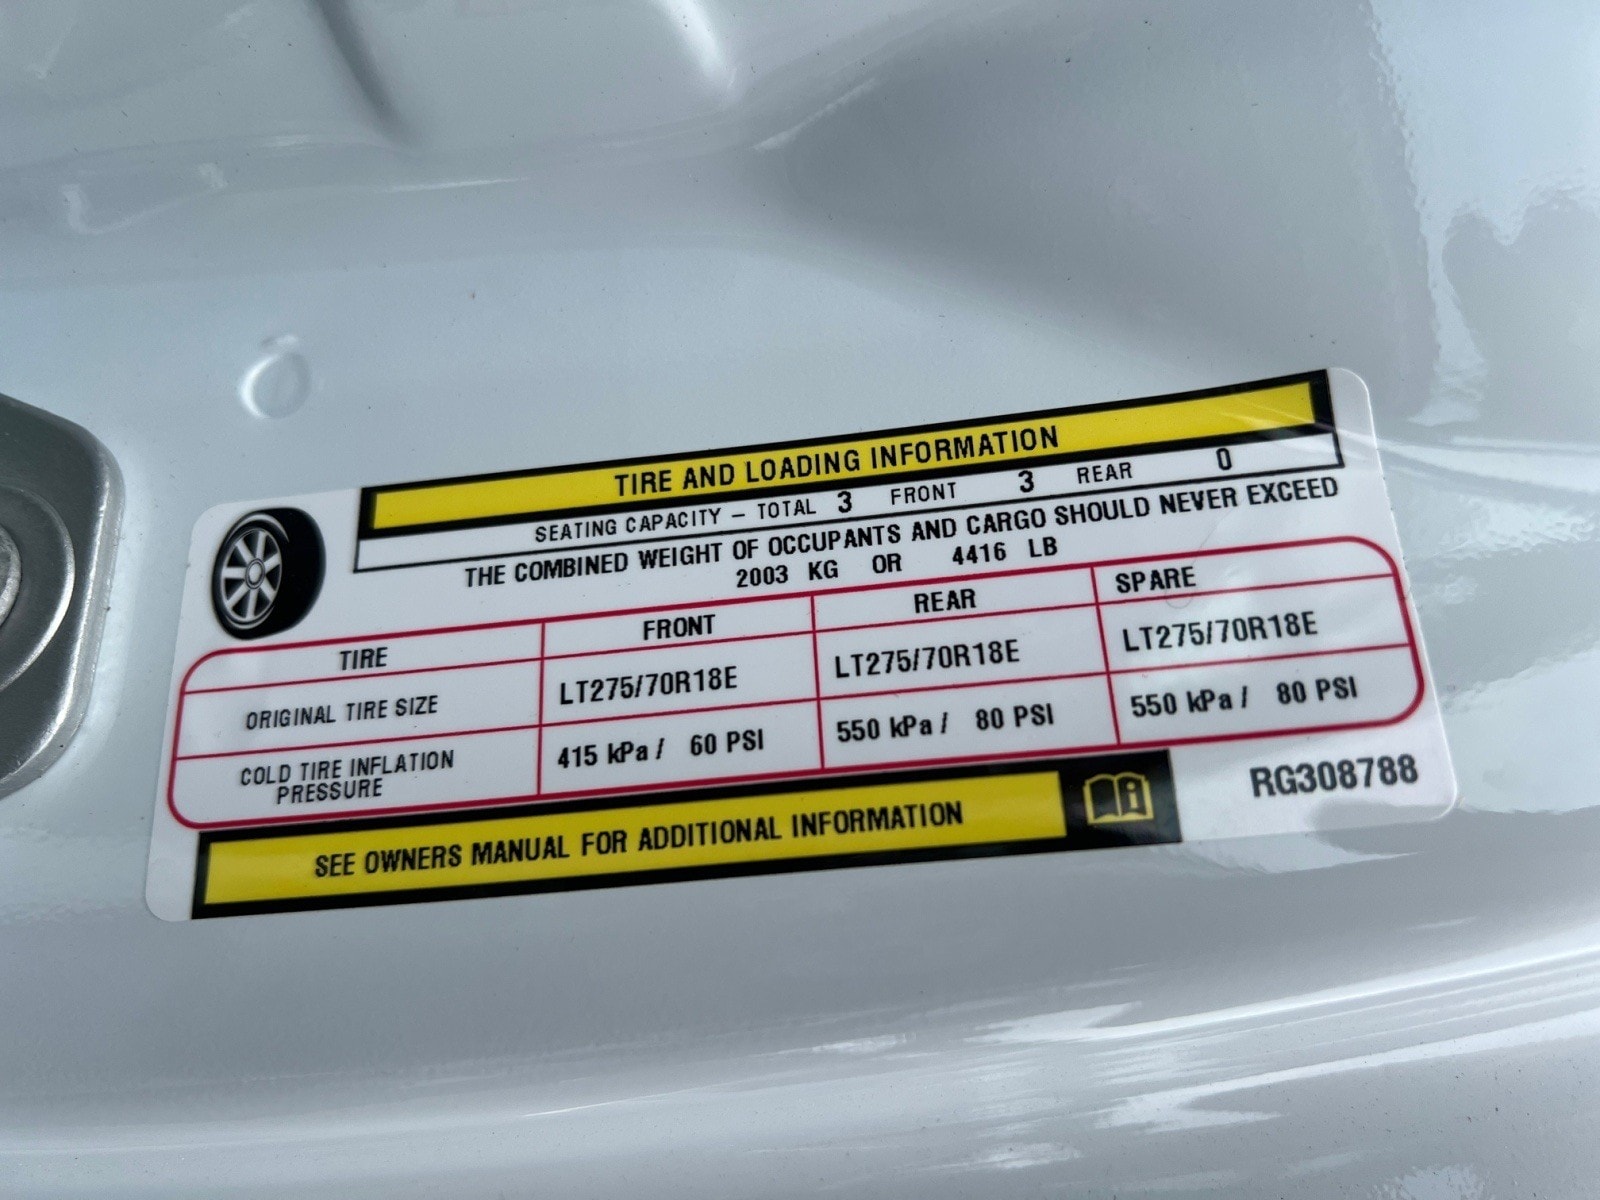 TIRE AND LOADING INFORMATION
SEATING CAPACITY – TOTAL 3 FRONT 3 REAR 0
THE COMBINED WEIGHT OF OCCUPANTS AND CARGO SHOULD NEVER EXCEED
2003 KG OR 4416 LB
TIRE FRONT REAR SPARE
ORIGINAL TIRE SIZE LT275/70R18E LT275/70R18E LT275/70R18E
COLD TIRE INFLATION
PRESSURE 415 kPa / 60 PSI 550 kPa / 80 PSI 550 kPa / 80 PSI
SEE OWNERS MANUAL FOR ADDITIONAL INFORMATION
RG308788